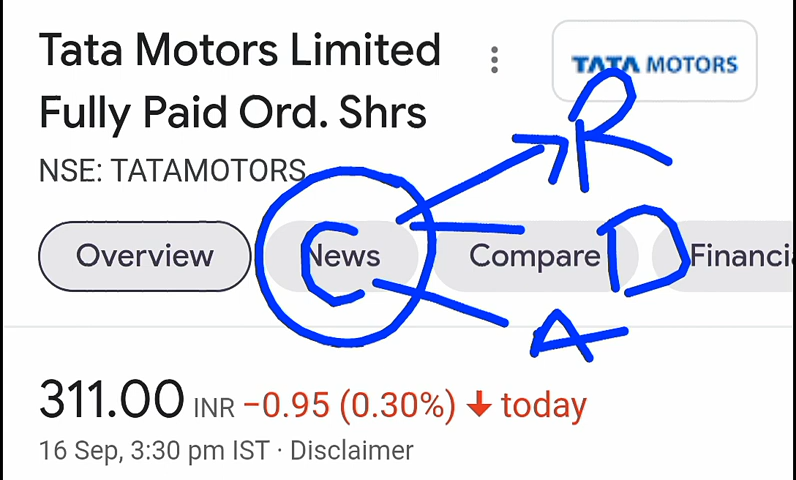 Tata Motors Limited
TATA MOTORS
Fully Paid Ord. Shrs
R
NSE: TATAMOTORS
C
D
Overview News Compare Financi
A
311.00 INR −0.95 (0.30%) ↓ today
16 Sep, 3:30 pm IST · Disclaimer